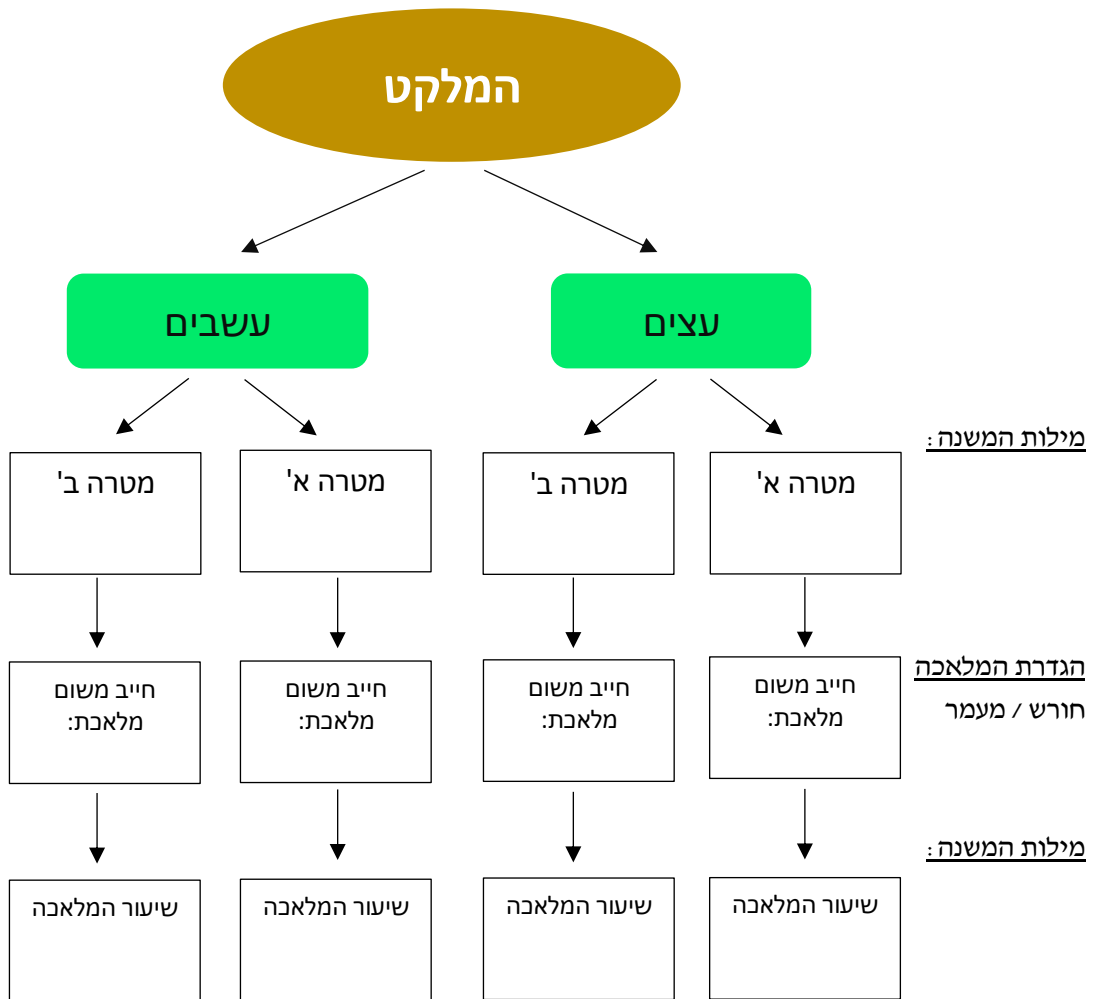 המלקט
עצים
עשבים
מילות המשנה:
מטרה א'
מטרה ב'
מטרה א'
מטרה ב'
הגדרת המלאכה
חורש / מעמר
חייב משום
מלאכת:
חייב משום
מלאכת:
חייב משום
מלאכת:
חייב משום
מלאכת:
מילות המשנה:
שיעור המלאכה
שיעור המלאכה
שיעור המלאכה
שיעור המלאכה